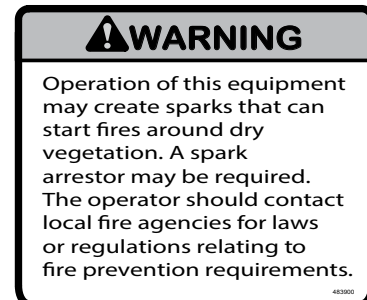 WARNING
Operation of this equipment
may create sparks that can
start fires around dry
vegetation. A spark
arrestor may be required.
The operator should contact
local fire agencies for laws
or regulations relating to
fire prevention requirements.
483900